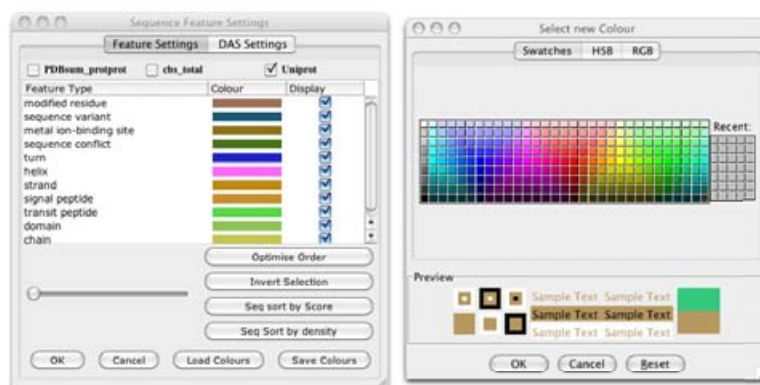 Sequence Feature Settings
Feature Settings DAS Settings
PDBsum_protprot cbs_total Uniprot
Feature Type Colour Display
modified residue
sequence variant
metal ion-binding site
sequence conflict
turn
helix
strand
signal peptide
transit peptide
domain
chain
Optimise Order
Invert Selection
Seq sort by Score
Seq Sort by density
OK Cancel Load Colours Save Colours
Select new Colour
Swatches HSB RGB
Recent:
Preview
Sample Text Sample Text
Sample Text Sample Text
Sample Text Sample Text
OK Cancel Reset